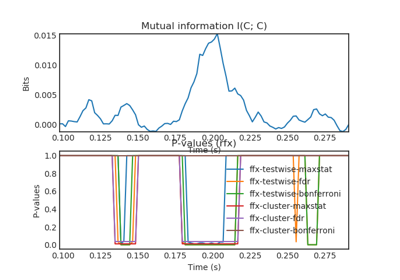 Mutual information I(C; C)
0.015
0.010
0.005
0.000
Bits
0.100 0.125 0.150 0.175 0.200 0.225 0.250 0.275
Time (s)
P-values (rfx)
1.0
0.8
0.6
0.4
0.2
0.0
P-values
ffx-testwise-maxstat
ffx-testwise-fdr
ffx-testwise-bonferroni
ffx-cluster-maxstat
ffx-cluster-fdr
ffx-cluster-bonferroni
0.100 0.125 0.150 0.175 0.200 0.225 0.250 0.275
Time (s)